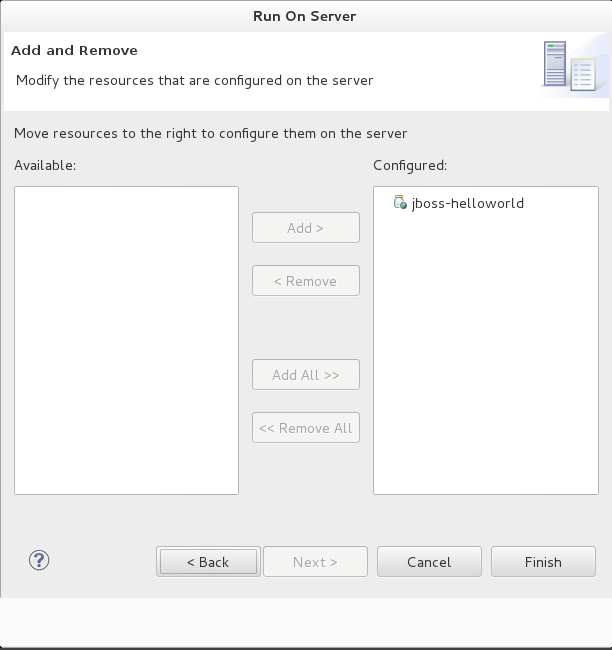 Run On Server
Add and Remove
Modify the resources that are configured on the server
Move resources to the right to configure them on the server
Available:
Configured:
jboss-helloworld
Add >
< Remove
Add All >>
<< Remove All
?
< Back
Next >
Cancel
Finish